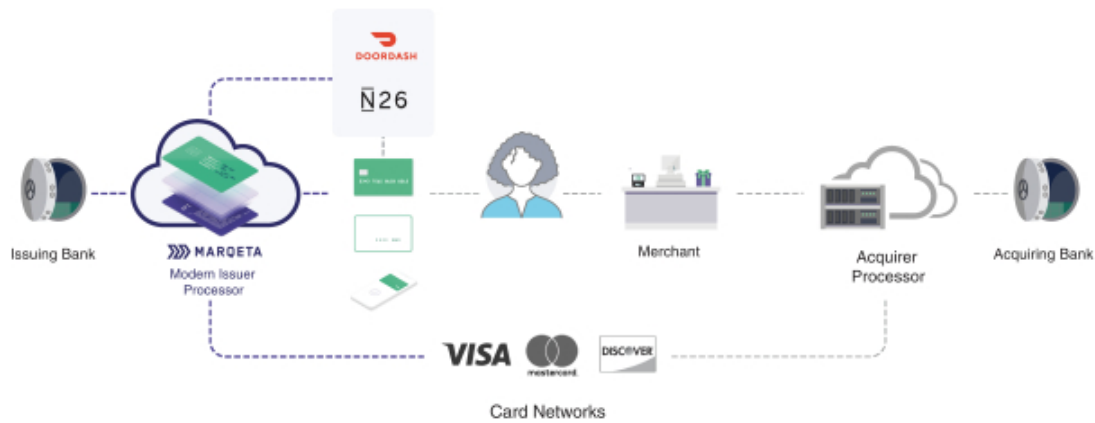 DOORDASH
N26
Issuing Bank
MARQETA
Modern Issuer
Processor
Merchant
Acquirer
Processor
Acquiring Bank
VISA
mastercard.
DISCOVER
Card Networks